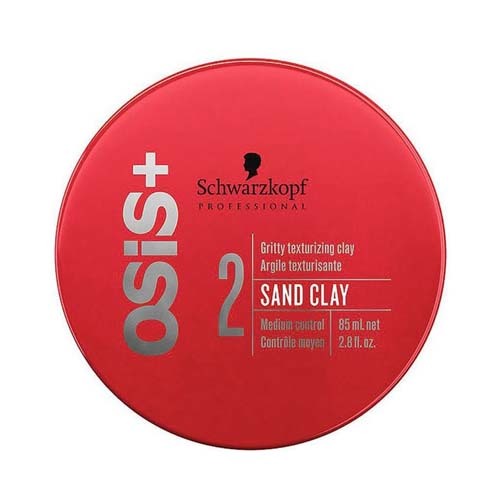 OSiS+
Schwarzkopf
PROFESSIONAL
2
Gritty texturizing clay
Argile texturisante
SAND CLAY
Medium control
Contrôle moyen
85 ml. net
2.8 fl. oz.